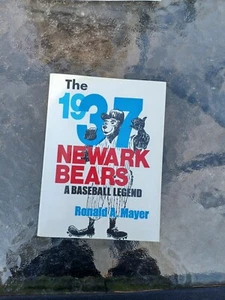 The
1937
NEWARK
BEARS
A BASEBALL LEGEND
Ronald A. Mayer